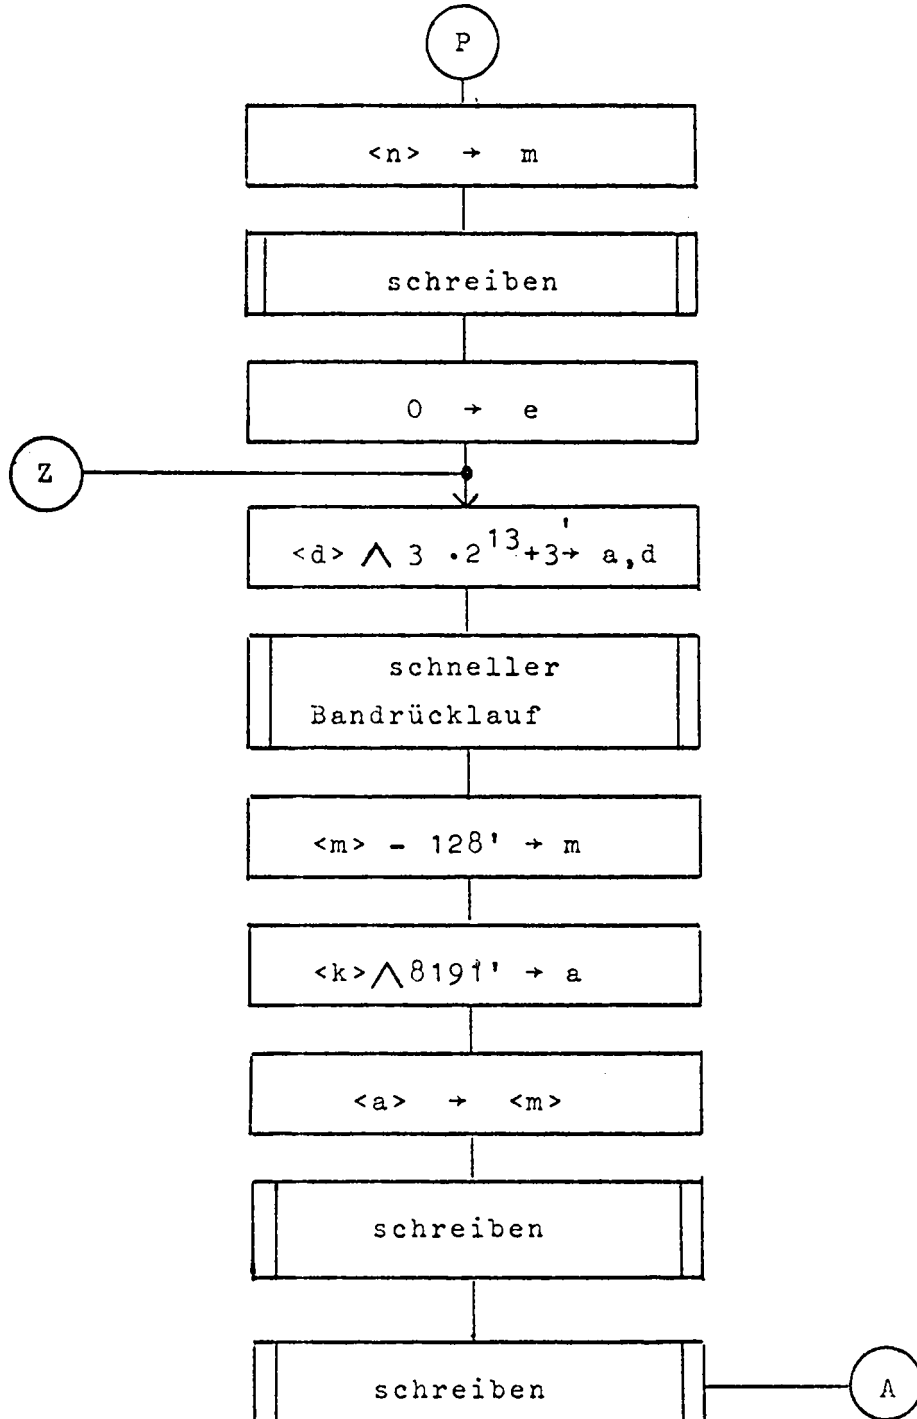 P
<n> → m
schreiben
0 → e
Z
<d> ∧ 3 ·2^13+3' → a,d
schneller
Bandrücklauf
<m> - 128' → m
<k>∧8191' → a
<a> → <m>
schreiben
schreiben
A